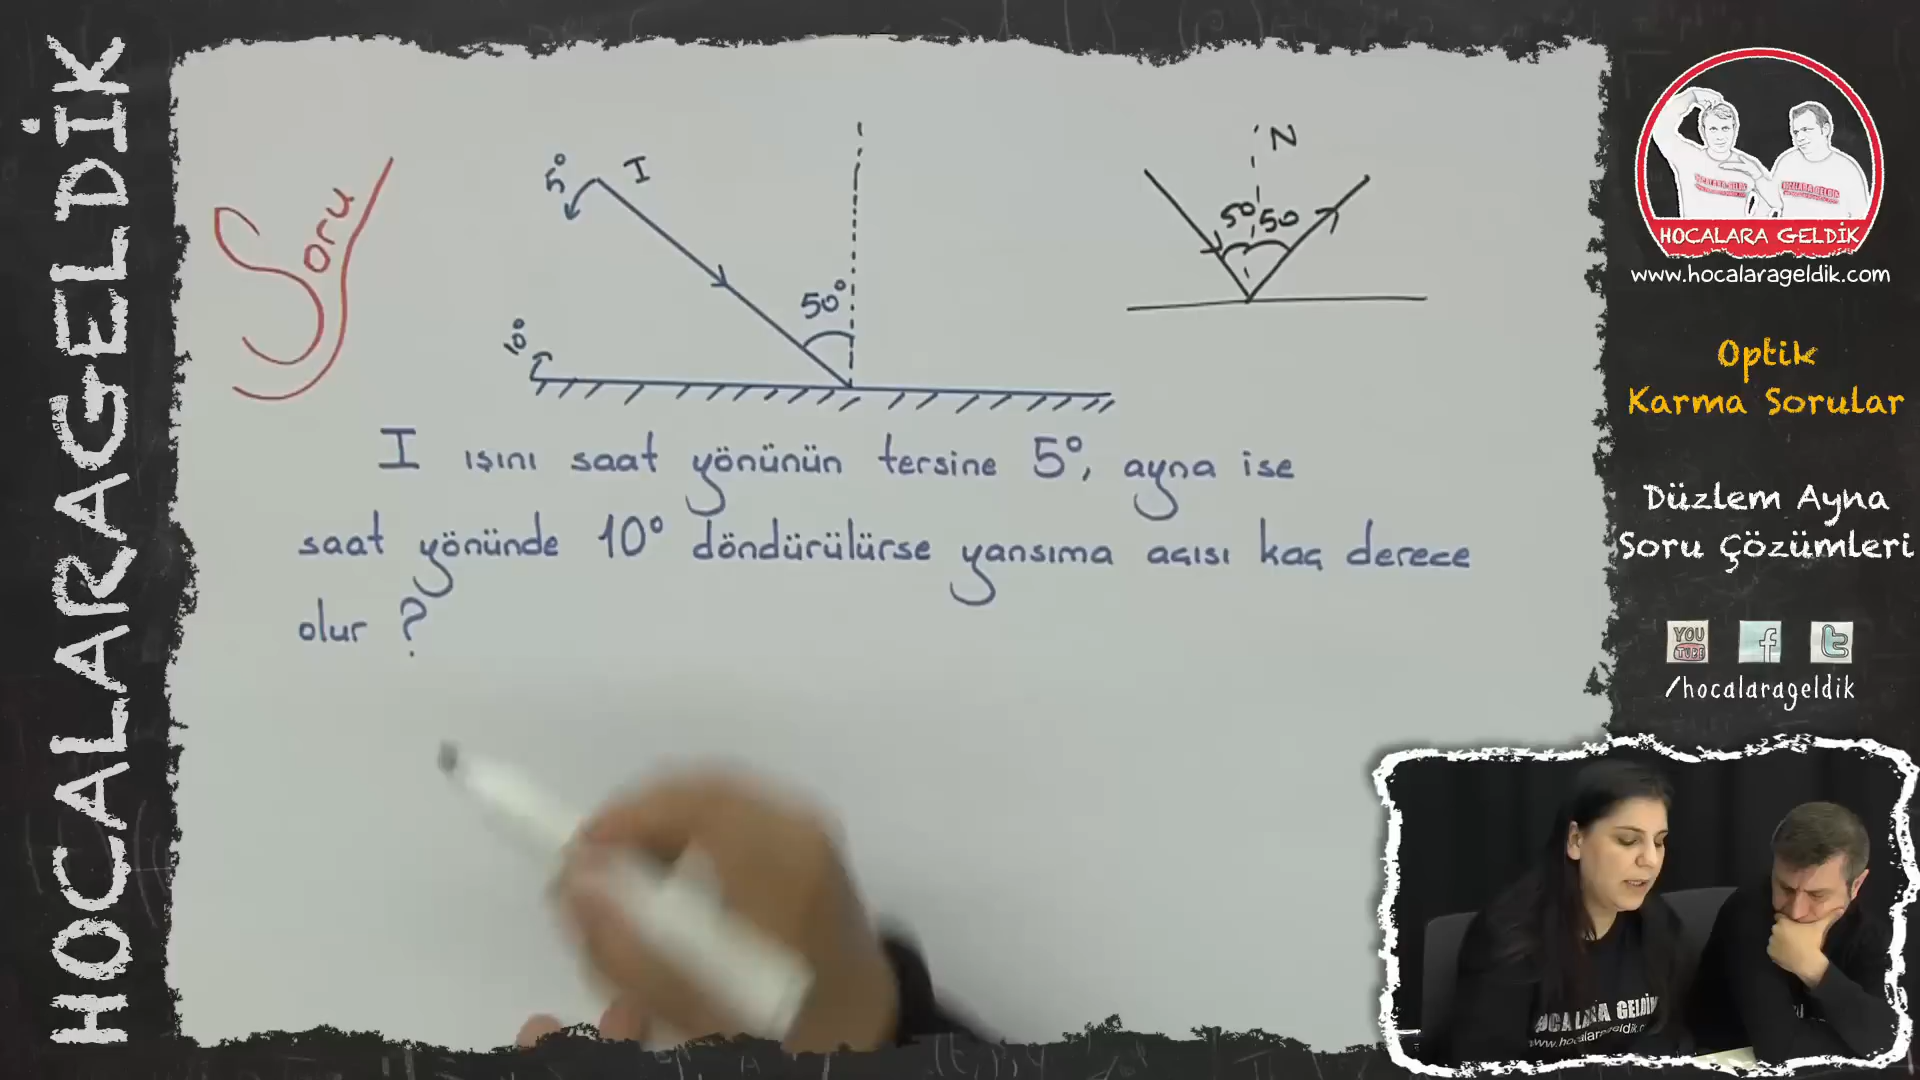 HOCALARAGELDİK
Soru
5°
I
50°
10°
N
50
50
I ışını saat yönünün tersine 5°, ayna ise
saat yönünde 10° döndürülürse yansıma açısı kaç derece
olur ?
HOCALARA GELDİK
www.hocalarageldik.com
Optik
Karma Sorular
Düzlem Ayna
Soru Çözümleri
YOU
TUBE
f
t
/hocalarageldik
HOCALARA GELDİK